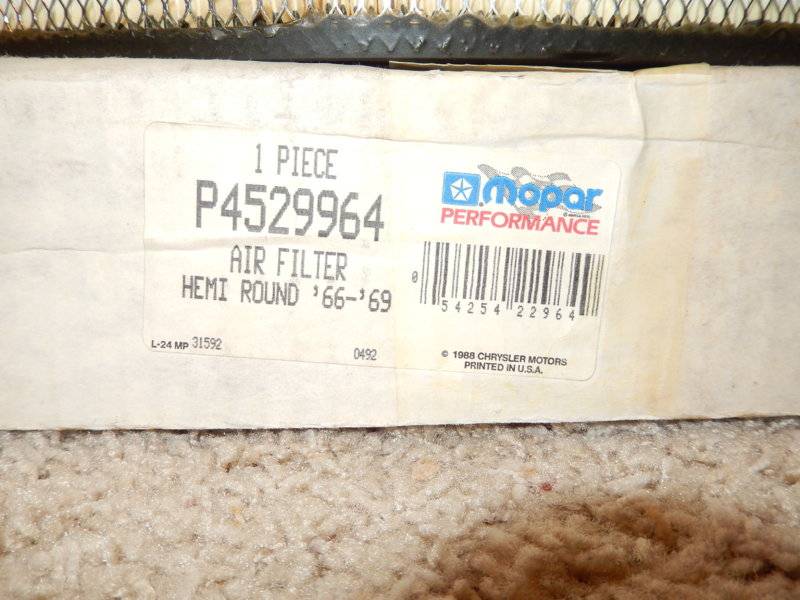 1 PIECE
P4529964
AIR FILTER
HEMI ROUND '66-'69
L-24 MP 31592
0492
Mopar
PERFORMANCE
0 54254 22964
© 1988 CHRYSLER MOTORS
PRINTED IN U.S.A.